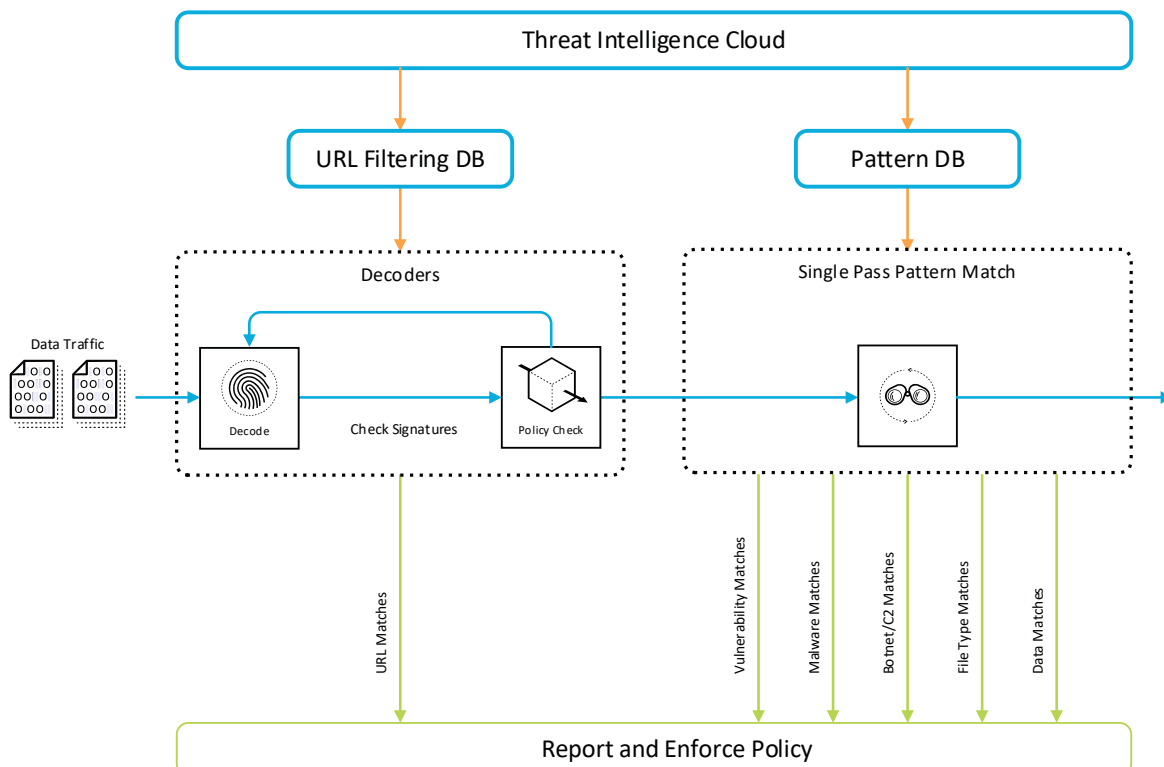 Threat Intelligence Cloud
URL Filtering DB
Pattern DB
Decoders
Single Pass Pattern Match
Data Traffic
Decode
Check Signatures
Policy Check
URL Matches
Vulnerability Matches
Malware Matches
Botnet/C2 Matches
File Type Matches
Data Matches
Report and Enforce Policy